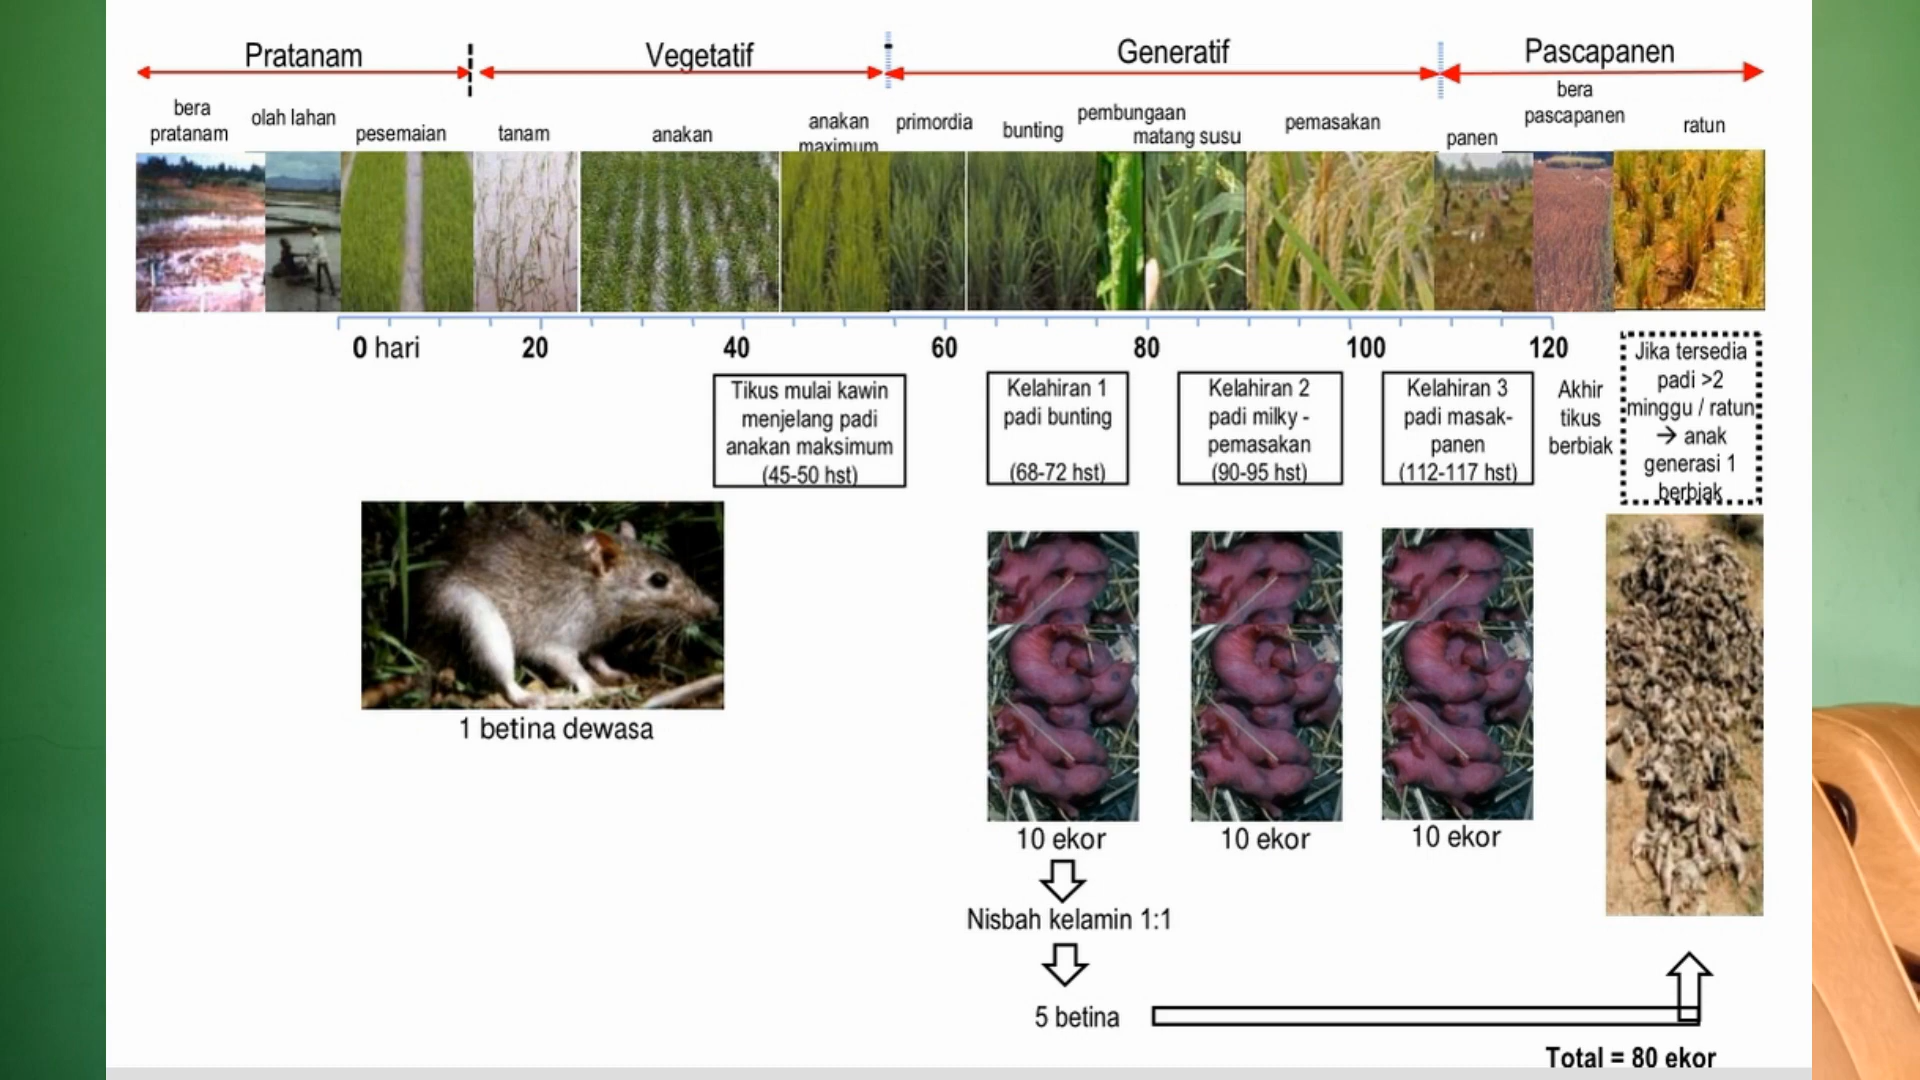 Pratanam
Vegetatif
Generatif
Pascapanen
bera
pratanam
olah lahan
pesemaian
tanam
anakan
anakan
maximum
primordia
bunting
pembungaan
matang susu
pemasakan
panen
bera
pascapanen
ratun
0 hari
20
40
60
80
100
120
Tikus mulai kawin
menjelang padi
anakan maksimum
(45-50 hst)
Kelahiran 1
padi bunting
(68-72 hst)
Kelahiran 2
padi milky -
pemasakan
(90-95 hst)
Kelahiran 3
padi masak-
panen
(112-117 hst)
Akhir
tikus
berbiak
Jika tersedia
padi >2
minggu / ratun
→ anak
generasi 1
berbiak
1 betina dewasa
10 ekor
10 ekor
10 ekor
Nisbah kelamin 1:1
5 betina
Total = 80 ekor